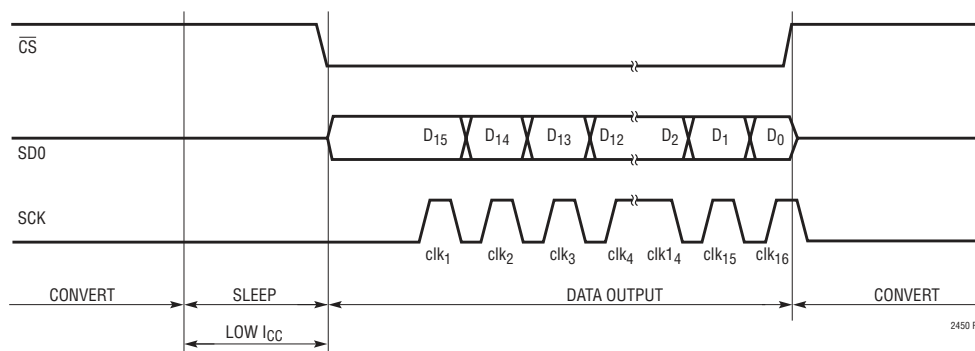 CS
D15 D14 D13 D12 D2 D1 D0
SD0
SCK
clk1 clk2 clk3 clk4 clk14 clk15 clk16
CONVERT SLEEP DATA OUTPUT CONVERT
LOW ICC
2450